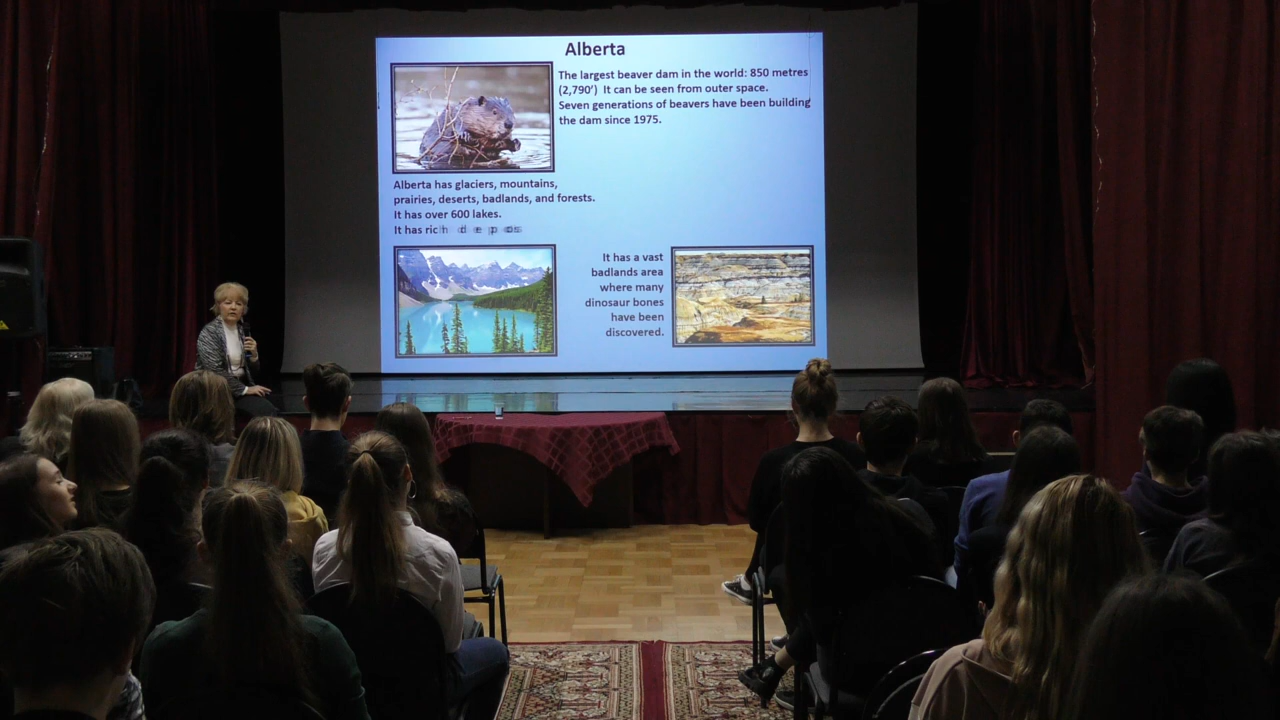 Alberta
The largest beaver dam in the world: 850 metres
(2,790’) It can be seen from outer space.
Seven generations of beavers have been building
the dam since 1975.
Alberta has glaciers, mountains,
prairies, deserts, badlands, and forests.
It has over 600 lakes.
It has rich
It has a vast
badlands area
where many
dinosaur bones
have been
discovered.